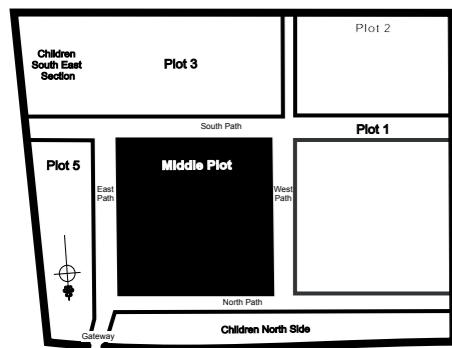 Plot 2
Children
South East
Section
Plot 3
South Path
Plot 1
Plot 5
Middle Plot
East
Path
West
Path
North Path
Children North Side
Gateway